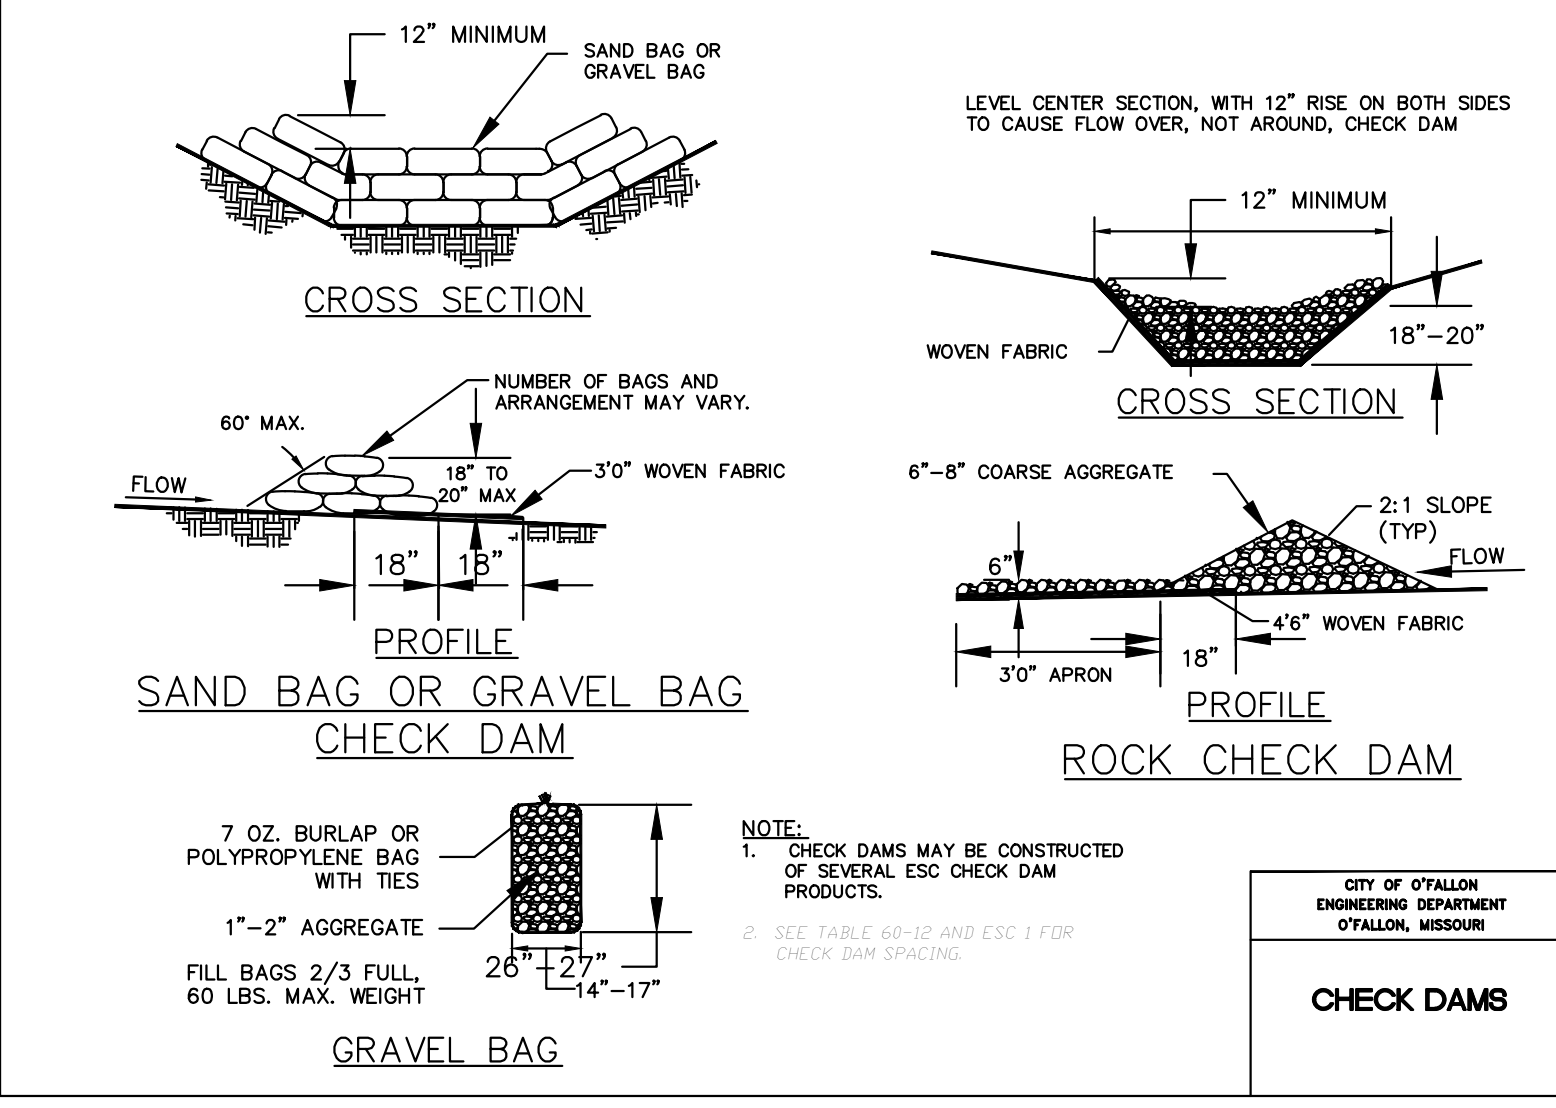 12” MINIMUM
SAND BAG OR
GRAVEL BAG
CROSS SECTION
LEVEL CENTER SECTION, WITH 12” RISE ON BOTH SIDES
TO CAUSE FLOW OVER, NOT AROUND, CHECK DAM
12” MINIMUM
18”–20”
WOVEN FABRIC
CROSS SECTION
NUMBER OF BAGS AND
ARRANGEMENT MAY VARY.
60° MAX.
FLOW
18” TO
20” MAX
3’0” WOVEN FABRIC
18”
18”
PROFILE
SAND BAG OR GRAVEL BAG
CHECK DAM
6”–8” COARSE AGGREGATE
2:1 SLOPE
(TYP)
FLOW
6”
4’6” WOVEN FABRIC
18”
3’0” APRON
PROFILE
ROCK CHECK DAM
7 OZ. BURLAP OR
POLYPROPYLENE BAG
WITH TIES
1”–2” AGGREGATE
FILL BAGS 2/3 FULL,
60 LBS. MAX. WEIGHT
26”–27”
14”–17”
GRAVEL BAG
NOTE:
1. CHECK DAMS MAY BE CONSTRUCTED
OF SEVERAL ESC CHECK DAM
PRODUCTS.
2. SEE TABLE 60-12 AND ESC 1 FOR
CHECK DAM SPACING.
CITY OF O’FALLON
ENGINEERING DEPARTMENT
O’FALLON, MISSOURI
CHECK DAMS